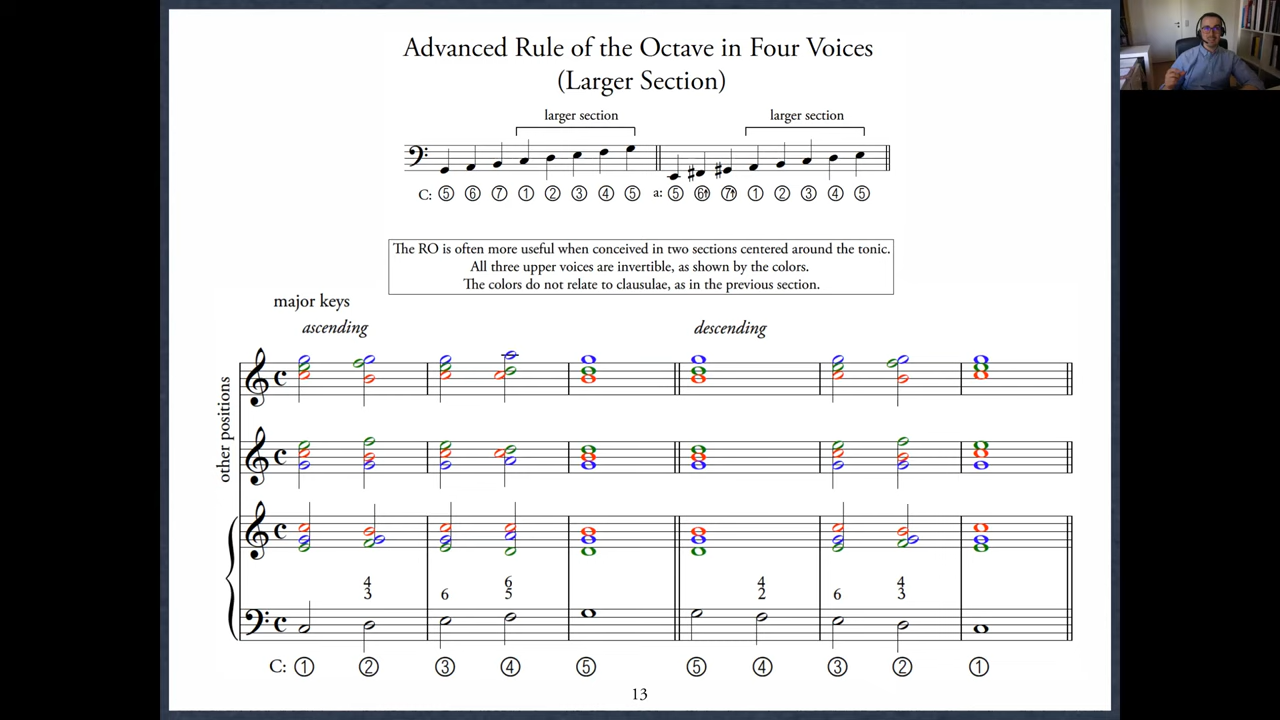 Advanced Rule of the Octave in Four Voices
(Larger Section)
larger section larger section
C: ⑤ ⑥ ⑦ ① ② ③ ④ ⑤ a: ⑤ ⑥↑ ⑦↑ ① ② ③ ④ ⑤
The RO is often more useful when conceived in two sections centered around the tonic.
All three upper voices are invertible, as shown by the colors.
The colors do not relate to clausulae, as in the previous section.
major keys
ascending descending
other positions
4 6 4 4
3 6 5 2 6 3
C: ① ② ③ ④ ⑤ ⑤ ④ ③ ② ①
13